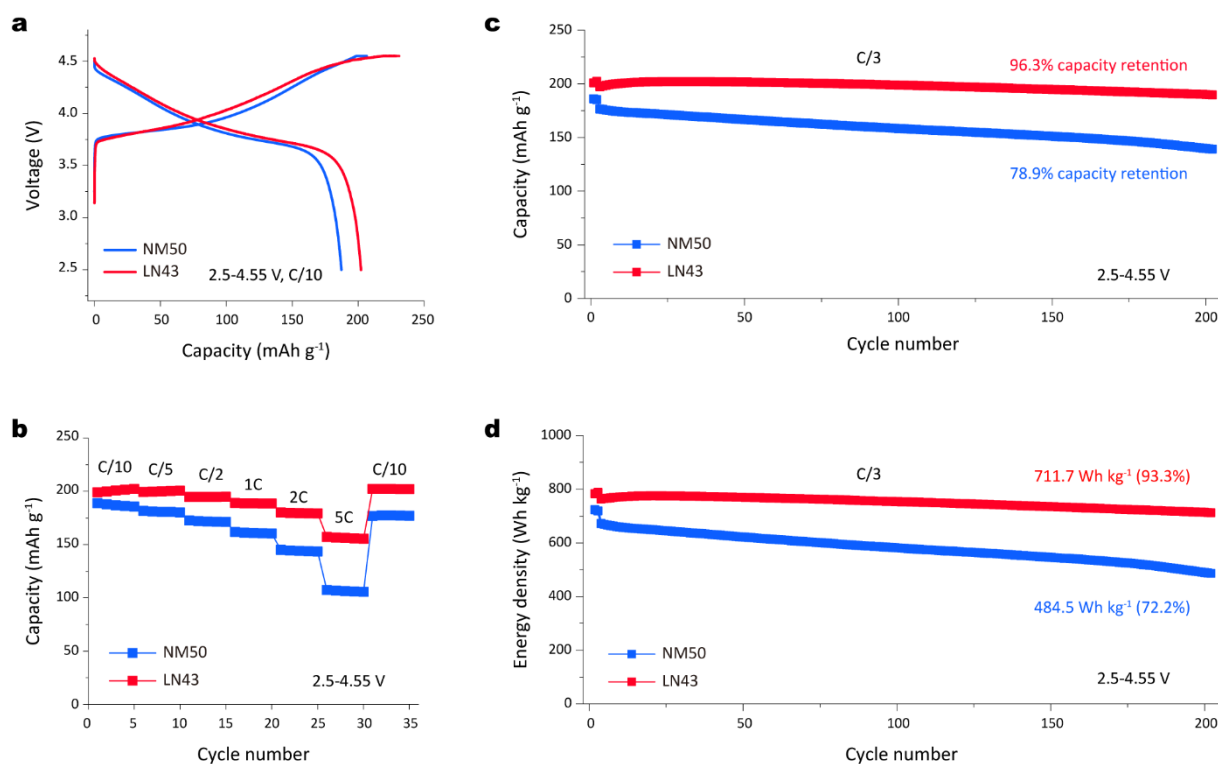 a
4.5
4.0
3.5
3.0
2.5
Voltage (V)
NM50
LN43
2.5-4.55 V, C/10
0 50 100 150 200 250
Capacity (mAh g⁻¹)
c
250
200
150
100
50
0
Capacity (mAh g⁻¹)
C/3
96.3% capacity retention
78.9% capacity retention
NM50
LN43
2.5-4.55 V
0 50 100 150 200
Cycle number
b
250
200
150
100
50
0
Capacity (mAh g⁻¹)
C/10 C/5 C/2 1C 2C 5C C/10
NM50
LN43
2.5-4.55 V
0 5 10 15 20 25 30 35
Cycle number
d
1000
800
600
400
200
0
Energy density (Wh kg⁻¹)
C/3
711.7 Wh kg⁻¹ (93.3%)
484.5 Wh kg⁻¹ (72.2%)
NM50
LN43
2.5-4.55 V
0 50 100 150 200
Cycle number